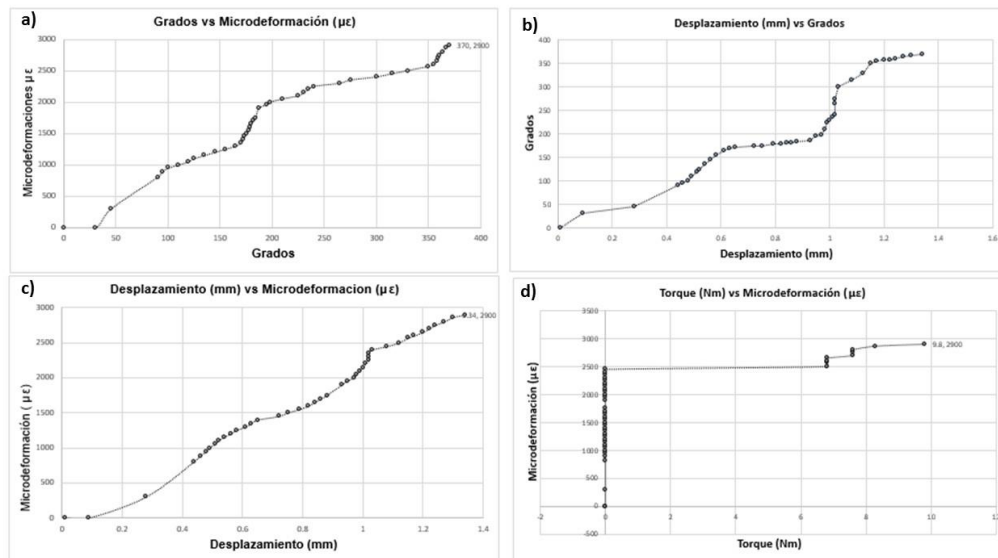 a)
Grados vs Microdeformación (µε)
3000
2500
2000
1500
1000
500
0
Microdeformaciones µ ε
370, 2900
0 50 100 150 200 250 300 350 400
Grados
b)
Desplazamiento (mm) vs Grados
400
350
300
250
200
150
100
50
0
Grados
0 0.2 0.4 0.6 0.8 1 1.2 1.4 1.6
Desplazamiento (mm)
c)
Desplazamiento (mm) vs Microdeformacion (µε)
3000
2500
2000
1500
1000
500
0
Microdeformación ( µ ε)
34, 2900
0 0.2 0.4 0.6 0.8 1 1.2 1.4
Desplazamiento (mm)
d)
Torque (Nm) vs Microdeformación (µε)
3500
3000
2500
2000
1500
1000
500
0
-500
Microdeformación (µε)
9.8, 2900
-2 0 2 4 6 8 10 12
Torque (Nm)